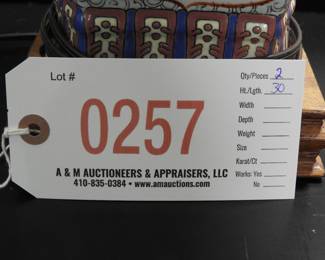 Lot #
0257
A & M AUCTIONEERS & APPRAISERS, LLC
410-835-0384 • www.amauctions.com
Qty/Pieces 2
Ht./Lgth. 30
Width
Depth
Weight
Size
Karat/Ct
Works: Yes
No